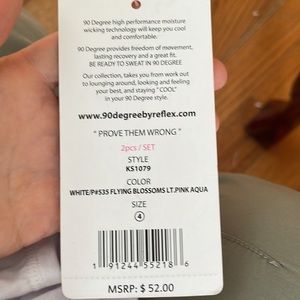 90 Degree high performance moisture
wicking technology will keep you cool
and comfortable.
90 Degree provides freedom of movement,
lasting recovery and a great fit.
BE READY TO SWEAT IN 90 DEGREE
Our collection, takes you from work out
to lounging around, looking and feeling
your best, and staying "COOL"
in your 90 Degree style.
www.90degreebyreflex.com
" PROVE THEM WRONG "
2pcs / SET
STYLE
KS1079
COLOR
WHITE/P#535 FLYING BLOSSOMS LT.PINK AQUA
SIZE
4
1 91244 55218 6
MSRP: $ 52.00